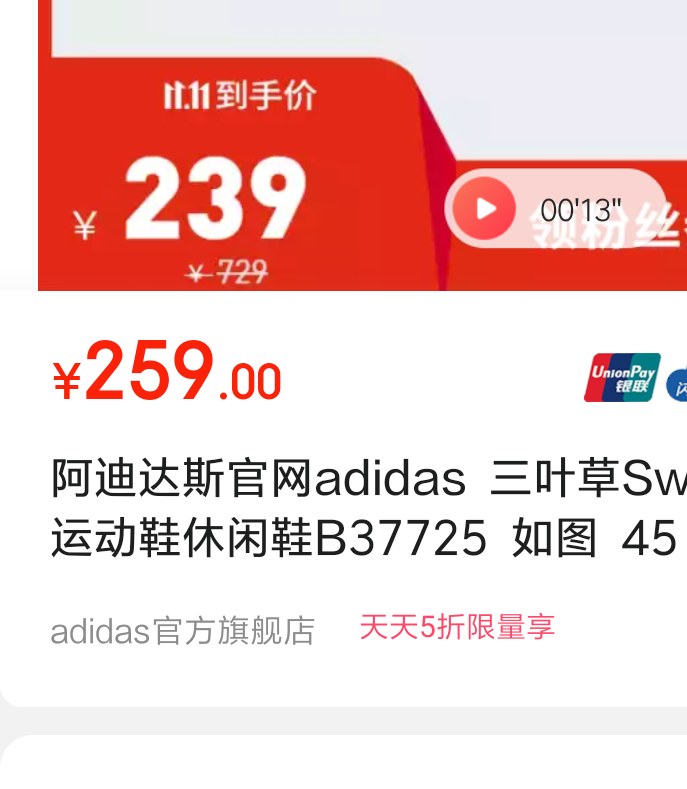 11.11到手价
¥ 239
¥ 729
领粉丝
00'13"
¥259.00
UnionPay
银联
阿迪达斯官网adidas 三叶草Sw
运动鞋休闲鞋B37725 如图 45
adidas官方旗舰店 天天5折限量享